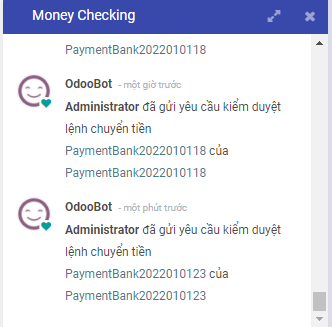 Money Checking
PaymentBank2022010118
OdooBot - một giờ trước
Administrator đã gửi yêu cầu kiểm duyệt
lệnh chuyển tiền
PaymentBank2022010118 của
PaymentBank2022010118
OdooBot - một phút trước
Administrator đã gửi yêu cầu kiểm duyệt
lệnh chuyển tiền
PaymentBank2022010123 của
PaymentBank2022010123